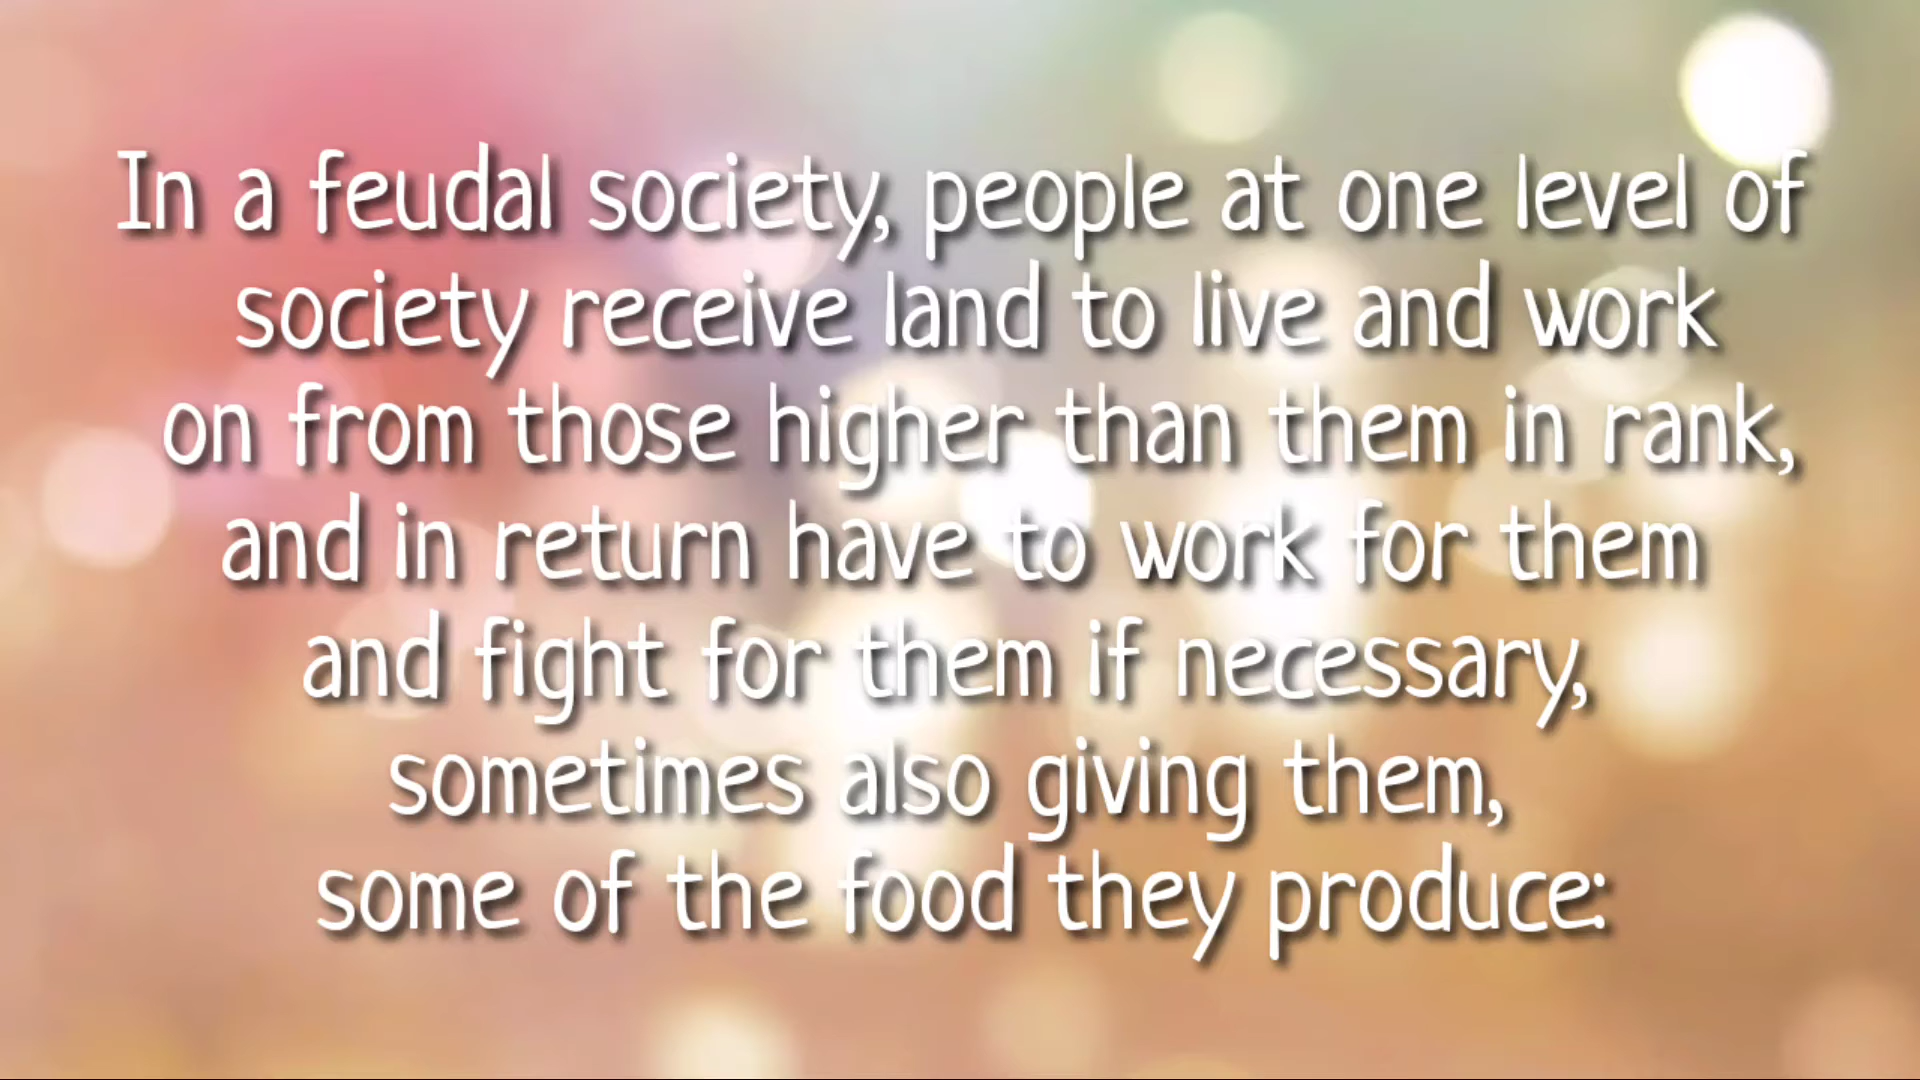 In a feudal society, people at one level of
society receive land to live and work
on from those higher than them in rank,
and in return have to work for them
and fight for them if necessary,
sometimes also giving them,
some of the food they produce: